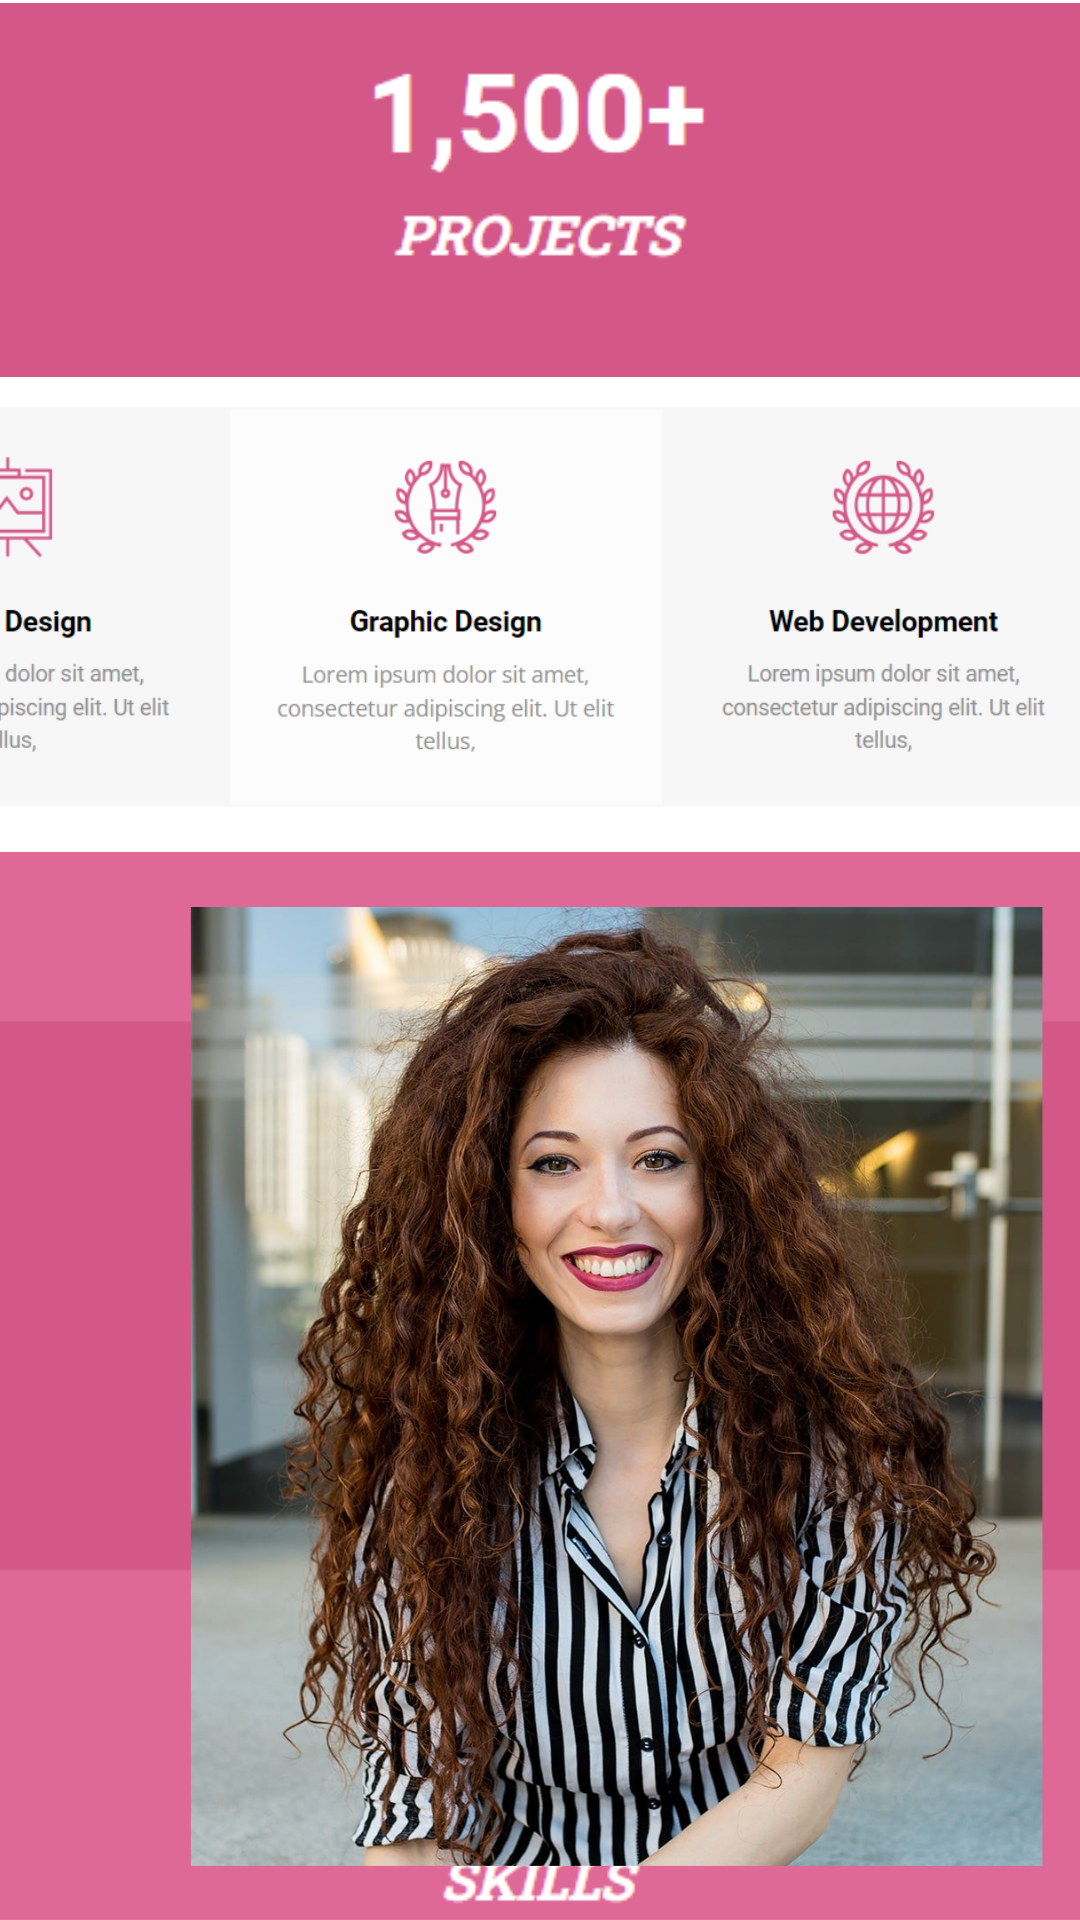 1,500+
PROJECTS
Design
dolor sit amet,
piscing elit. Ut elit
llus,
Graphic Design
Lorem ipsum dolor sit amet,
consectetur adipiscing elit. Ut elit
tellus,
Web Development
Lorem ipsum dolor sit amet,
consectetur adipiscing elit. Ut elit
tellus,
SKILLS